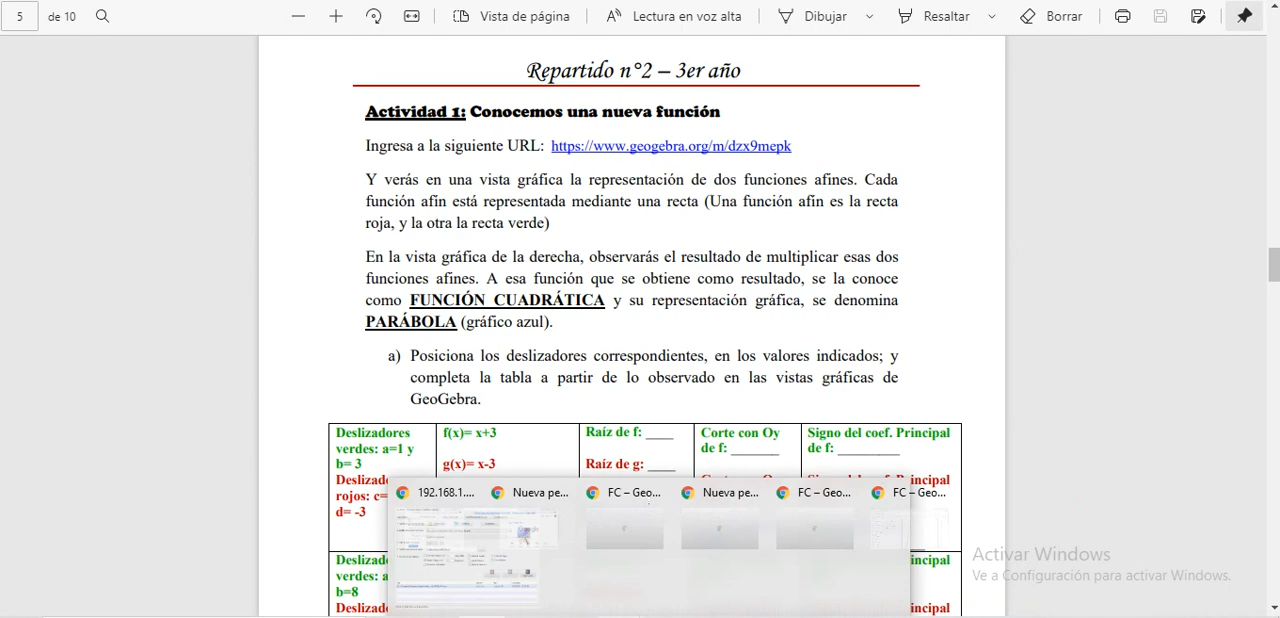 5 de 10 Vista de página Lectura en voz alta Dibujar Resaltar Borrar
Repartido n°2 – 3er año
Actividad 1: Conocemos una nueva función
Ingresa a la siguiente URL: https://www.geogebra.org/m/dzx9mepk
Y verás en una vista gráfica la representación de dos funciones afines. Cada
función afín está representada mediante una recta (Una función afín es la recta
roja, y la otra la recta verde)
En la vista gráfica de la derecha, observarás el resultado de multiplicar esas dos
funciones afines. A esa función que se obtiene como resultado, se la conoce
como FUNCIÓN CUADRÁTICA y su representación gráfica, se denomina
PARÁBOLA (gráfico azul).
a) Posiciona los deslizadores correspondientes, en los valores indicados; y
completa la tabla a partir de lo observado en las vistas gráficas de
GeoGebra.
Deslizadores
verdes: a=1 y
b= 3
Deslizado
rojos: c=
d= -3
f(x)= x+3
g(x)= x-3
Raíz de f: ____
Raíz de g: ____
Corte con Oy
de f: _______
Signo del coef. Principal
de f: _________
incipal
192.168.1.... Nueva pe... FC – Geo... Nueva pe... FC – Geo... FC – Geo...
Deslizad
verdes: a
b=8
Deslizad
incipal
incipal
Activar Windows
Ve a Configuración para activar Windows.